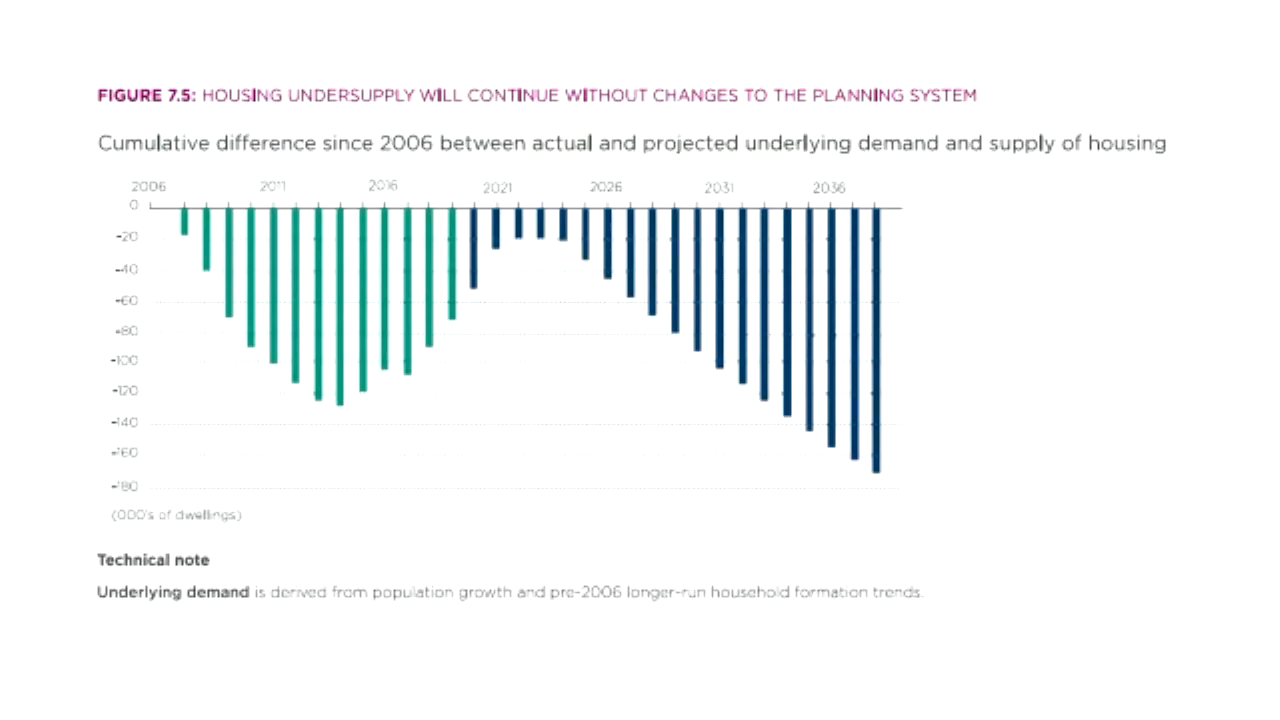 FIGURE 7.5: HOUSING UNDERSUPPLY WILL CONTINUE WITHOUT CHANGES TO THE PLANNING SYSTEM
Cumulative difference since 2006 between actual and projected underlying demand and supply of housing
2006 2011 2016 2021 2026 2031 2036
0
-20
-40
-60
-80
-100
-120
-140
-160
-180
(000's of dwellings)
Technical note
Underlying demand is derived from population growth and pre-2006 longer-run household formation trends.